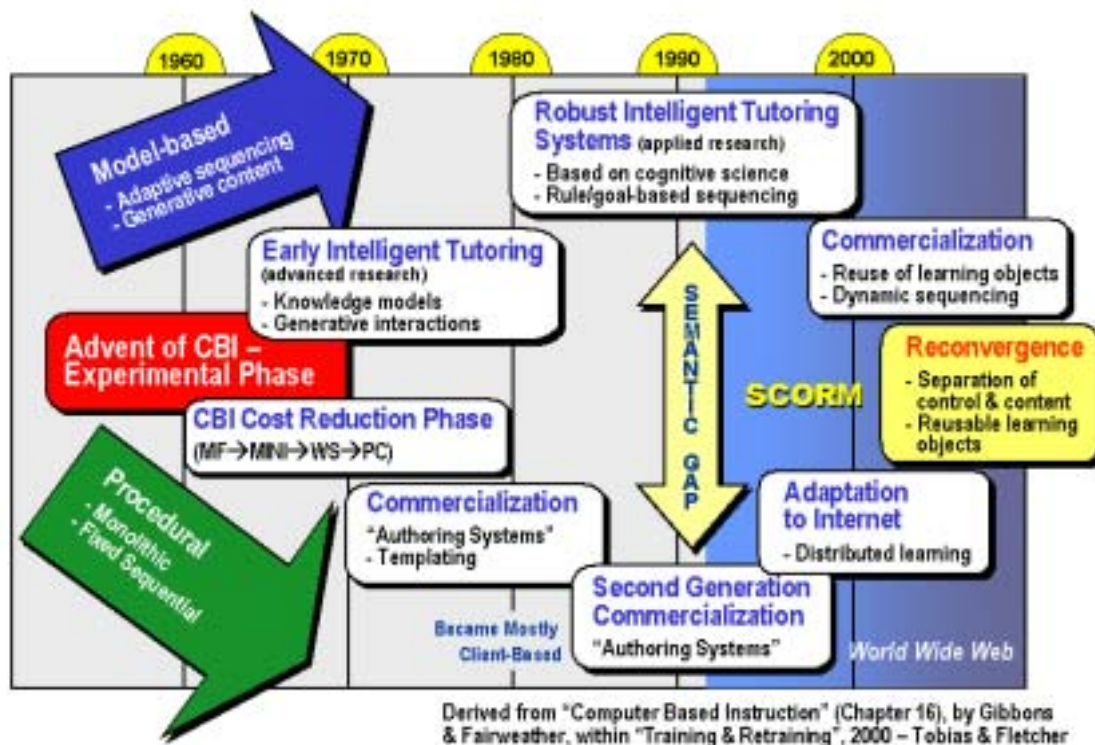 1960
1970
1980
1990
2000
Model-based
- Adaptive sequencing
- Generative content
Robust Intelligent Tutoring
Systems (applied research)
- Based on cognitive science
- Rule/goal-based sequencing
Early Intelligent Tutoring
(advanced research)
- Knowledge models
- Generative interactions
Commercialization
- Reuse of learning objects
- Dynamic sequencing
Advent of CBI –
Experimental Phase
SEMANTIC GAP
SCORM
Reconvergence
- Separation of
control & content
- Reusable learning
objects
CBI Cost Reduction Phase
(MF→MINI→WS→PC)
Procedural
- Monolithic
- Fixed Sequential
Commercialization
"Authoring Systems"
- Templating
Adaptation
to Internet
- Distributed learning
Second Generation
Commercialization
"Authoring Systems"
Became Mostly
Client-Based
World Wide Web
Derived from "Computer Based Instruction" (Chapter 16), by Gibbons
& Fairweather, within "Training & Retraining", 2000 – Tobias & Fletcher